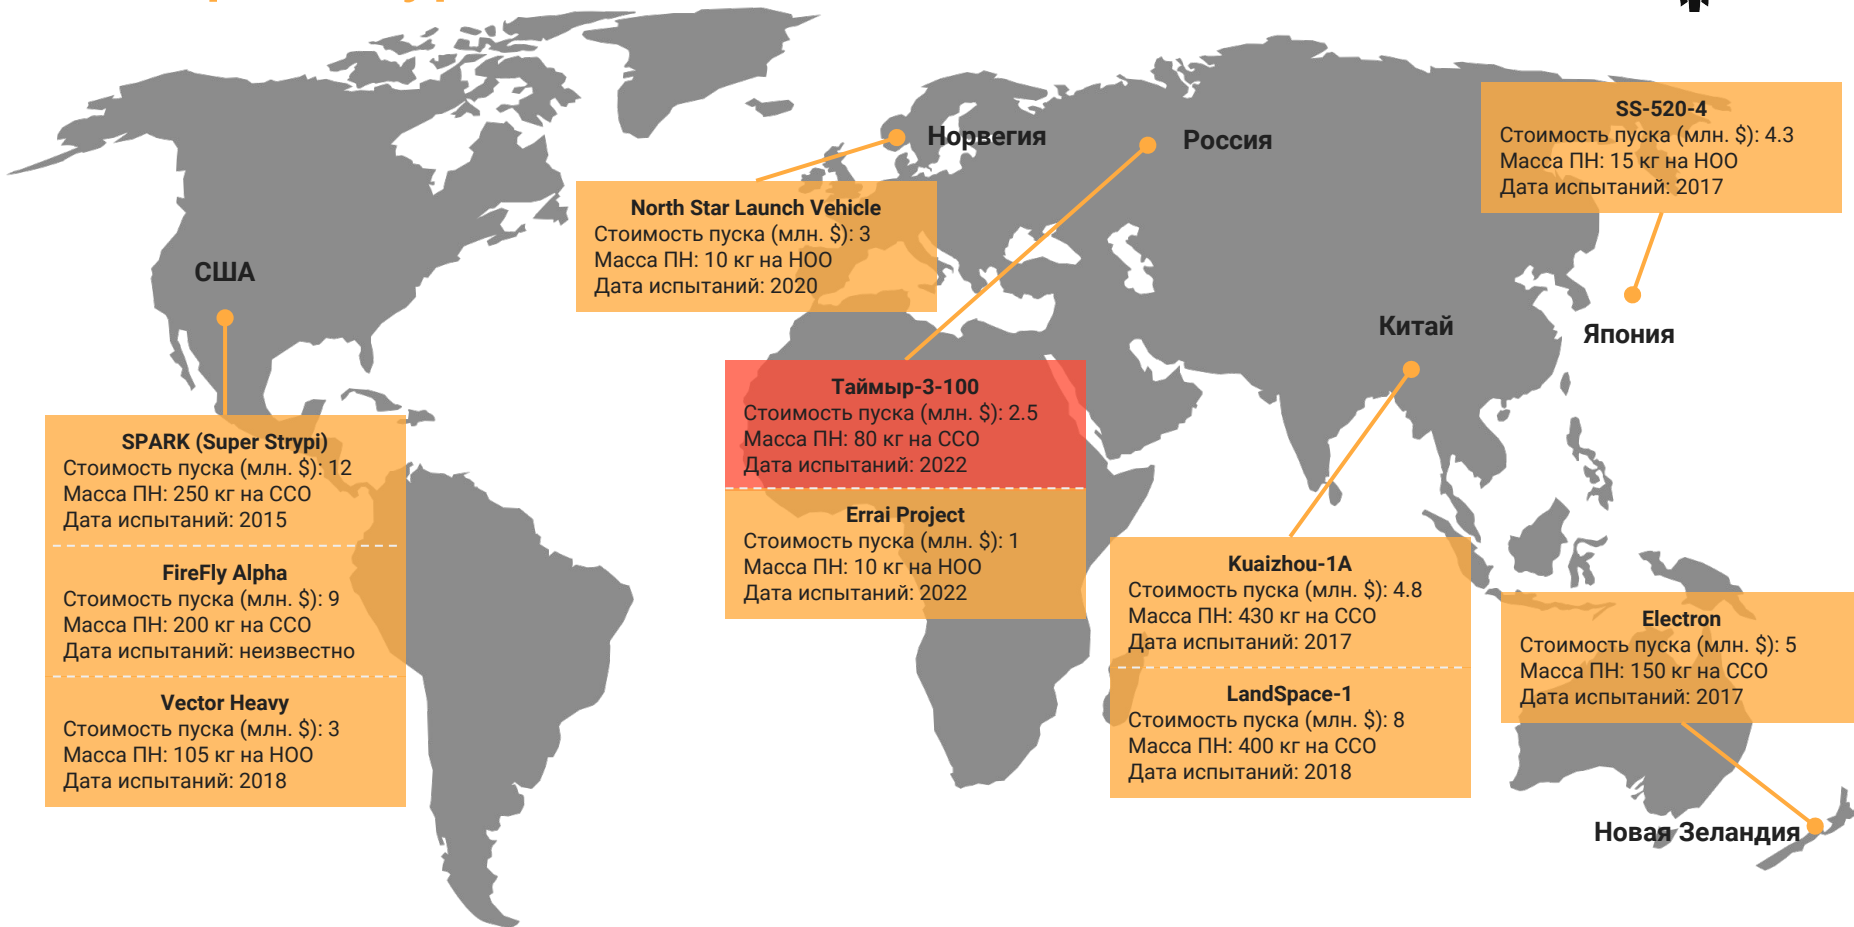 Норвегия
Россия
США
Китай
Япония
Новая Зеландия
SS-520-4
Стоимость пуска (млн. $): 4.3
Масса ПН: 15 кг на НОО
Дата испытаний: 2017
North Star Launch Vehicle
Стоимость пуска (млн. $): 3
Масса ПН: 10 кг на НОО
Дата испытаний: 2020
Таймыр-3-100
Стоимость пуска (млн. $): 2.5
Масса ПН: 80 кг на ССО
Дата испытаний: 2022
Errai Project
Стоимость пуска (млн. $): 1
Масса ПН: 10 кг на НОО
Дата испытаний: 2022
SPARK (Super Strypi)
Стоимость пуска (млн. $): 12
Масса ПН: 250 кг на ССО
Дата испытаний: 2015
FireFly Alpha
Стоимость пуска (млн. $): 9
Масса ПН: 200 кг на ССО
Дата испытаний: неизвестно
Vector Heavy
Стоимость пуска (млн. $): 3
Масса ПН: 105 кг на НОО
Дата испытаний: 2018
Kuaizhou-1A
Стоимость пуска (млн. $): 4.8
Масса ПН: 430 кг на ССО
Дата испытаний: 2017
LandSpace-1
Стоимость пуска (млн. $): 8
Масса ПН: 400 кг на ССО
Дата испытаний: 2018
Electron
Стоимость пуска (млн. $): 5
Масса ПН: 150 кг на ССО
Дата испытаний: 2017